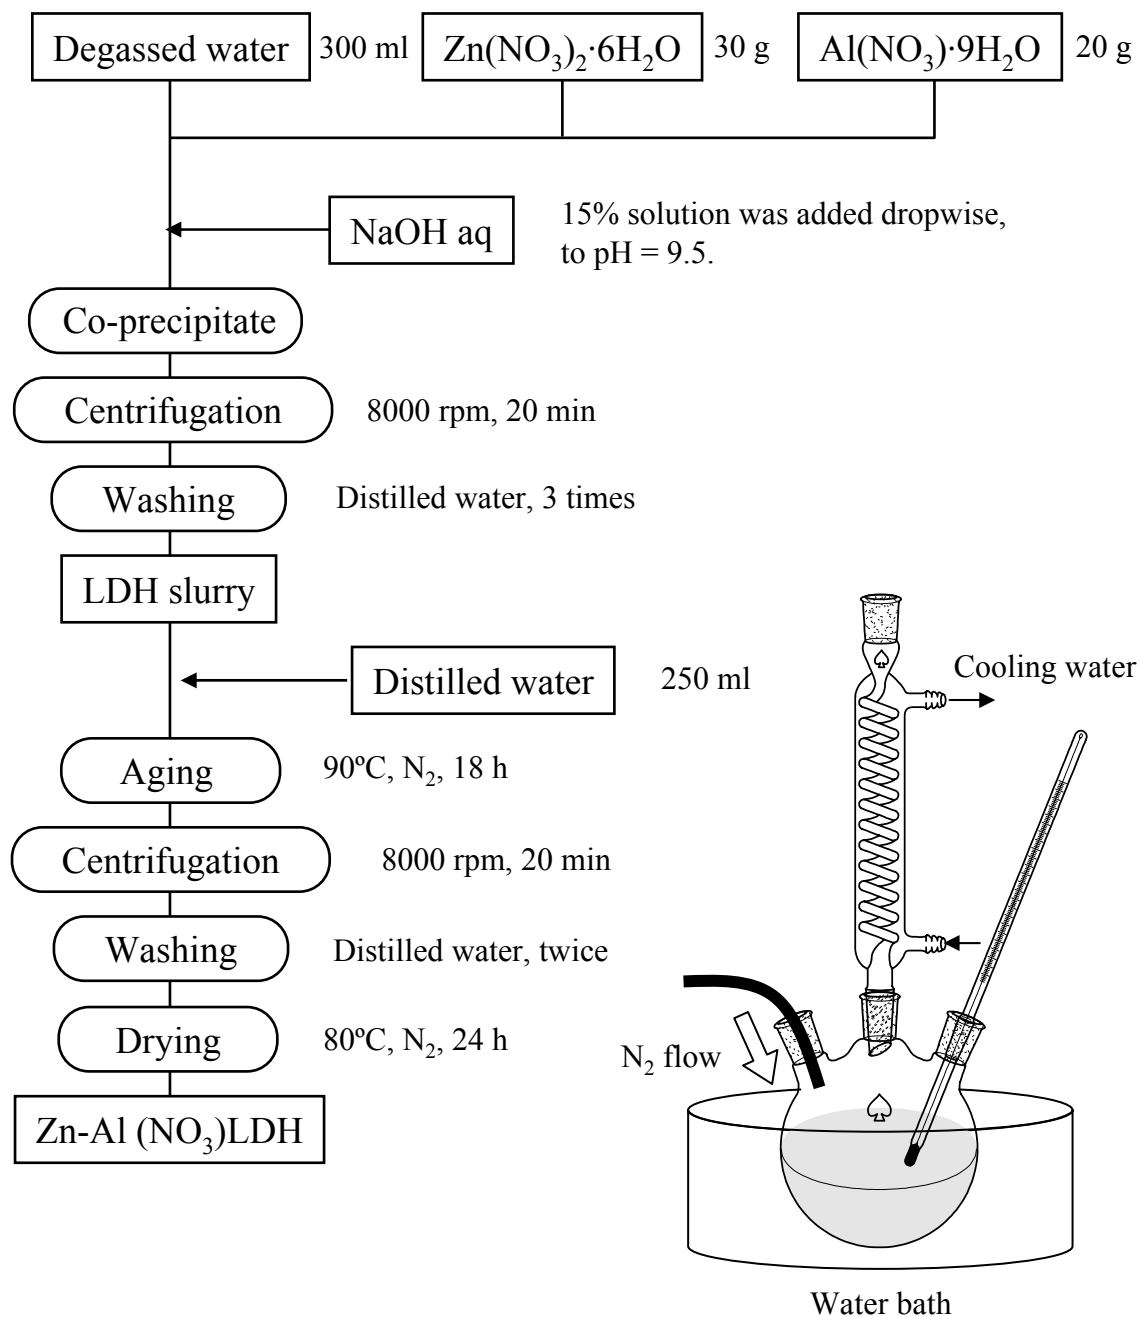 Degassed water 300 ml Zn(NO₃)₂·6H₂O 30 g Al(NO₃)·9H₂O 20 g
NaOH aq
15% solution was added dropwise,
to pH = 9.5.
Co-precipitate
Centrifugation 8000 rpm, 20 min
Washing Distilled water, 3 times
LDH slurry
Distilled water 250 ml
Cooling water
Aging 90ºC, N₂, 18 h
Centrifugation 8000 rpm, 20 min
Washing Distilled water, twice
Drying 80ºC, N₂, 24 h
N₂ flow
Zn-Al (NO₃)LDH
Water bath